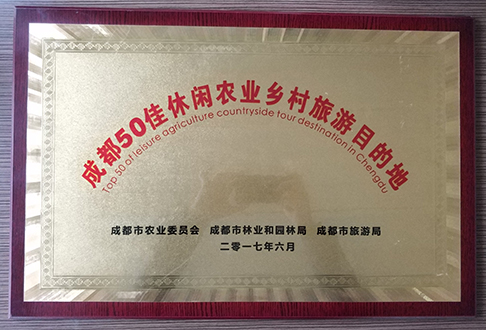 成都50佳休闲农业乡村旅游目的地
Top 50 of leisure agriculture countryside tour destination in Chengdu
成都市农业委员会 成都市林业和园林局 成都市旅游局
二零一七年六月